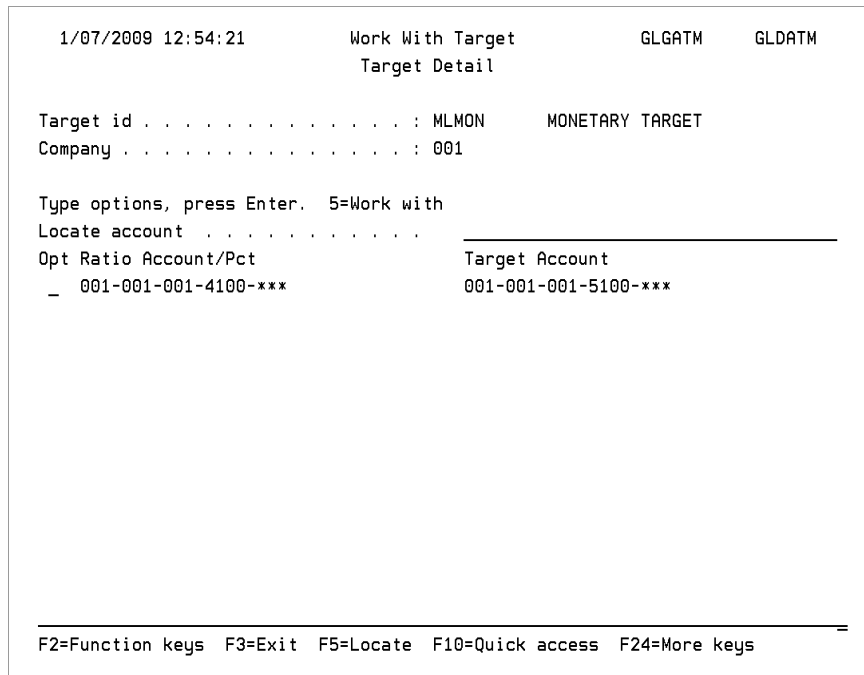 1/07/2009 12:54:21 Work With Target GLGATM GLDATM
Target Detail
Target id . . . . . . . . . . . . . . : MLMON MONETARY TARGET
Company . . . . . . . . . . . . . . . : 001
Type options, press Enter. 5=Work with
Locate account . . . . . . . . . . .
Opt Ratio Account/Pct Target Account
_ 001-001-001-4100-*** 001-001-001-5100-***
F2=Function keys F3=Exit F5=Locate F10=Quick access F24=More keys